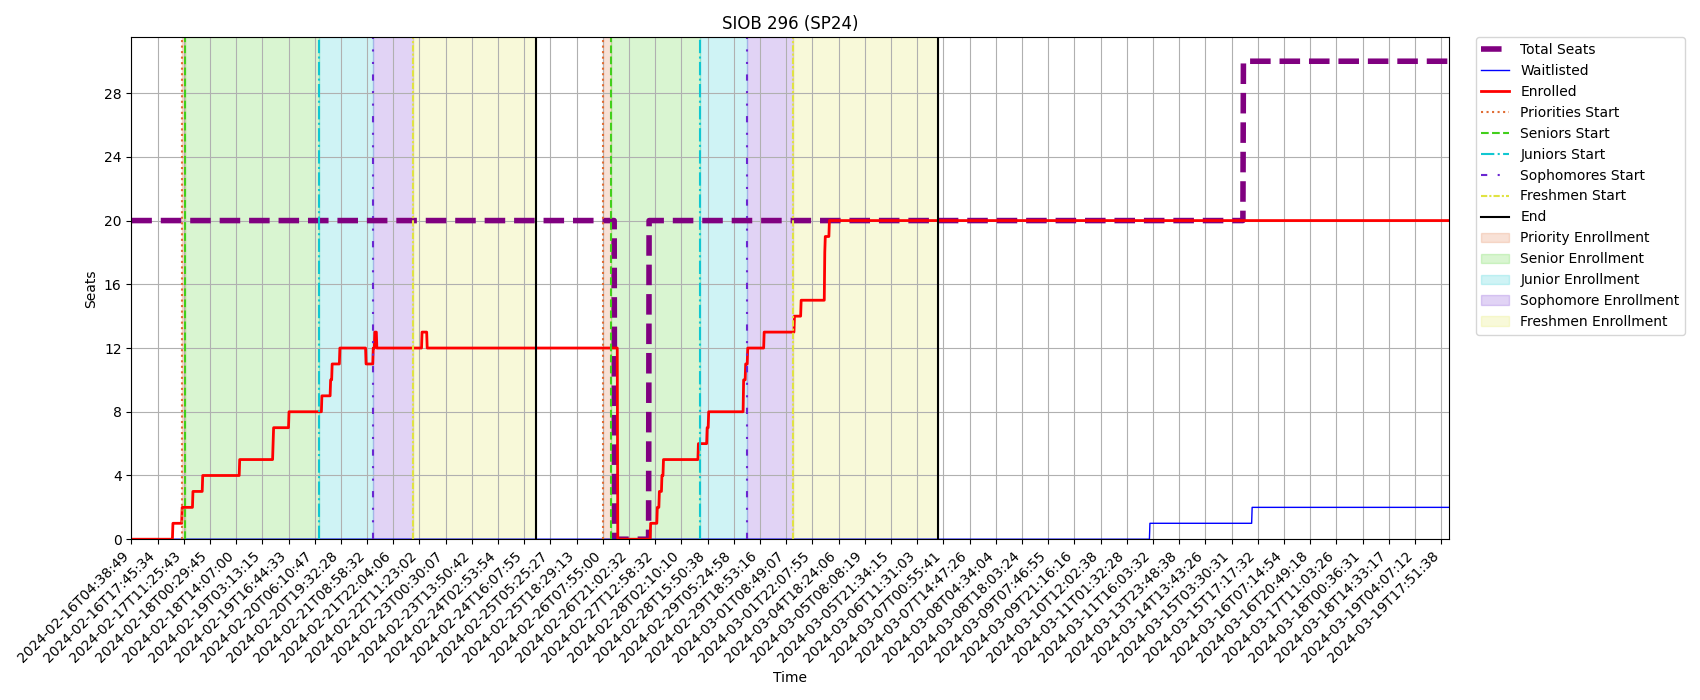 SIOB 296 (SP24)
Total Seats
Waitlisted
Enrolled
Priorities Start
Seniors Start
Juniors Start
Sophomores Start
Freshmen Start
End
Priority Enrollment
Senior Enrollment
Junior Enrollment
Sophomore Enrollment
Freshmen Enrollment
Seats
28
24
20
16
12
8
4
0
2024-02-16T04:38:49
2024-02-16T17:45:34
2024-02-17T11:25:43
2024-02-18T00:29:45
2024-02-18T14:07:00
2024-02-19T03:13:15
2024-02-19T16:44:33
2024-02-20T06:10:47
2024-02-20T19:32:28
2024-02-21T08:58:32
2024-02-21T22:04:06
2024-02-22T11:23:02
2024-02-23T00:30:07
2024-02-23T13:50:42
2024-02-24T02:53:54
2024-02-24T16:07:55
2024-02-25T05:25:27
2024-02-25T18:29:13
2024-02-26T07:55:00
2024-02-26T21:02:32
2024-02-27T12:58:32
2024-02-28T02:10:10
2024-02-28T15:50:38
2024-02-29T05:24:58
2024-02-29T18:53:16
2024-03-01T08:49:07
2024-03-01T22:07:55
2024-03-04T18:24:06
2024-03-05T08:08:19
2024-03-05T21:34:15
2024-03-06T11:31:03
2024-03-07T00:55:41
2024-03-07T14:47:26
2024-03-08T04:34:04
2024-03-08T18:03:24
2024-03-09T07:46:55
2024-03-09T21:16:16
2024-03-10T12:02:38
2024-03-11T01:32:28
2024-03-11T16:03:32
2024-03-13T23:48:38
2024-03-14T13:43:26
2024-03-15T03:30:31
2024-03-15T17:17:32
2024-03-16T07:14:54
2024-03-16T20:49:18
2024-03-17T11:03:26
2024-03-18T00:36:31
2024-03-18T14:33:17
2024-03-19T04:07:12
2024-03-19T17:51:38
Time